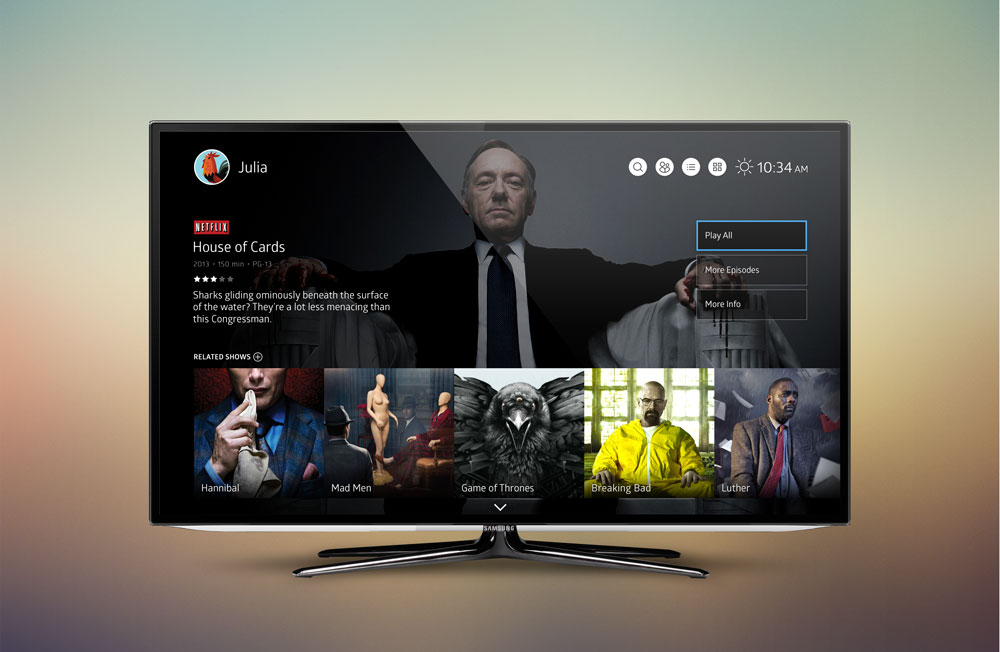 Julia
10:34 AM
NETFLIX
House of Cards
2013 • 150 min • PG-13
Sharks gliding ominously beneath the surface
of the water? They're a lot less menacing than
this Congressman.
Play All
More Episodes
More Info
RELATED SHOWS
Hannibal
Mad Men
Game of Thrones
Breaking Bad
Luther
SAMSUNG